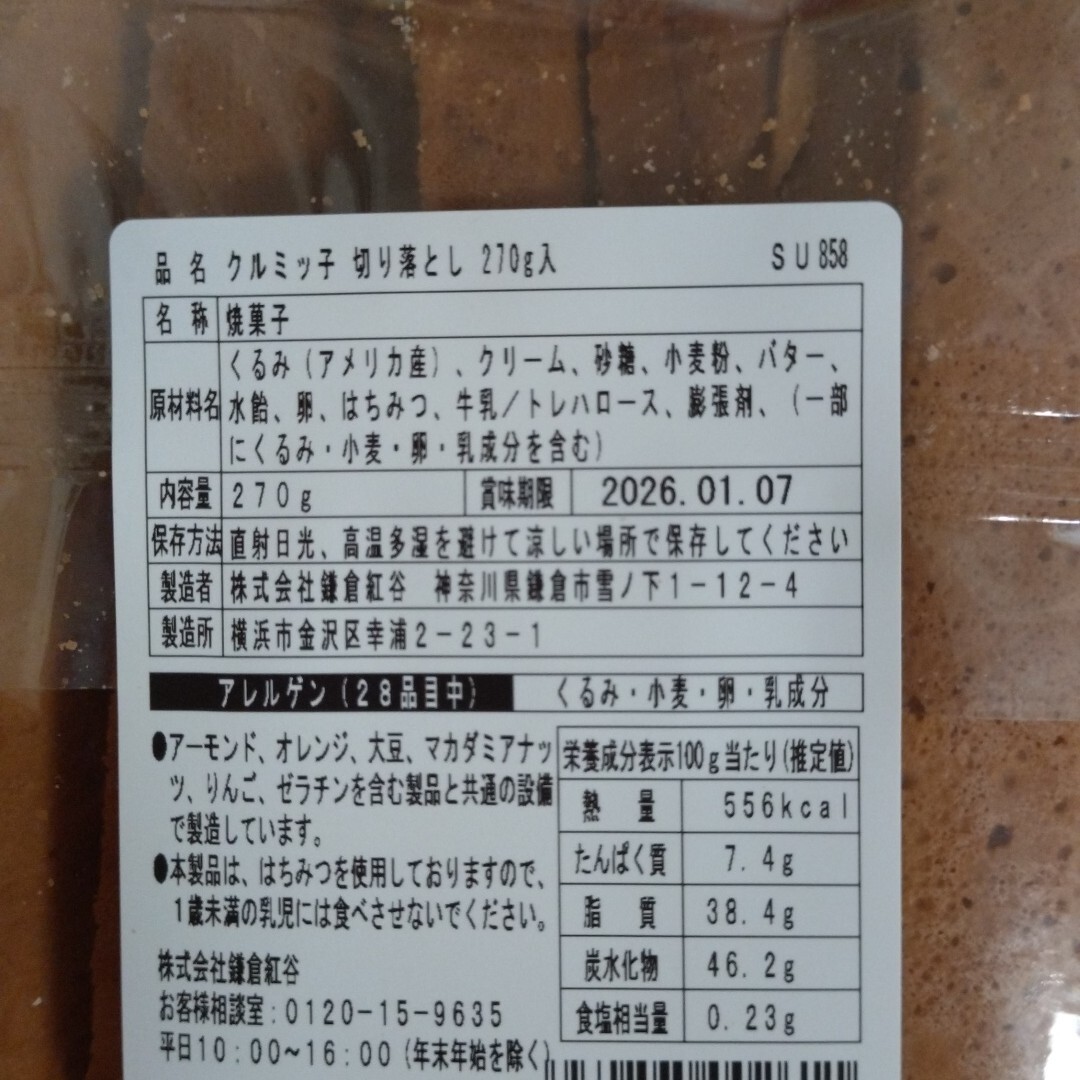 品 名 クルミッ子 切り落とし 270g入 SU858
名 称 焼菓子
原材料名 くるみ（アメリカ産）、クリーム、砂糖、小麦粉、バター、
水飴、卵、はちみつ、牛乳／トレハロース、膨張剤、（一部
にくるみ・小麦・卵・乳成分を含む）
内容量 270g 賞味期限 2026.01.07
保存方法 直射日光、高温多湿を避けて涼しい場所で保存してください
製造者 株式会社鎌倉紅谷 神奈川県鎌倉市雪ノ下1－12－4
製造所 横浜市金沢区幸浦2－23－1
アレルゲン（28品目中） くるみ・小麦・卵・乳成分
●アーモンド、オレンジ、大豆、マカダミアナッ
ツ、りんご、ゼラチンを含む製品と共通の設備
で製造しています。
●本製品は、はちみつを使用しておりますので、
1歳未満の乳児には食べさせないでください。
株式会社鎌倉紅谷
お客様相談室：0120－15－9635
平日10：00～16：00（年末年始を除く）
栄養成分表示100g当たり(推定値)
熱 量 556kcal
たんぱく質 7.4g
脂 質 38.4g
炭水化物 46.2g
食塩相当量 0.23g